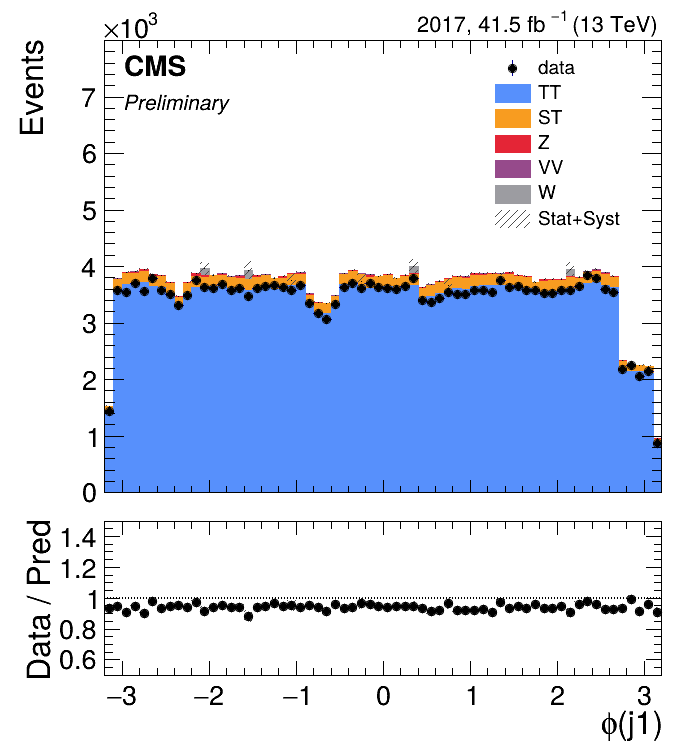 ×10³
2017, 41.5 fb⁻¹ (13 TeV)
CMS
Preliminary
Events
data
TT
ST
Z
VV
W
Stat+Syst
7
6
5
4
3
2
1
0
Data / Pred
1.4
1.2
1
0.8
0.6
−3 −2 −1 0 1 2 3
ϕ(j1)